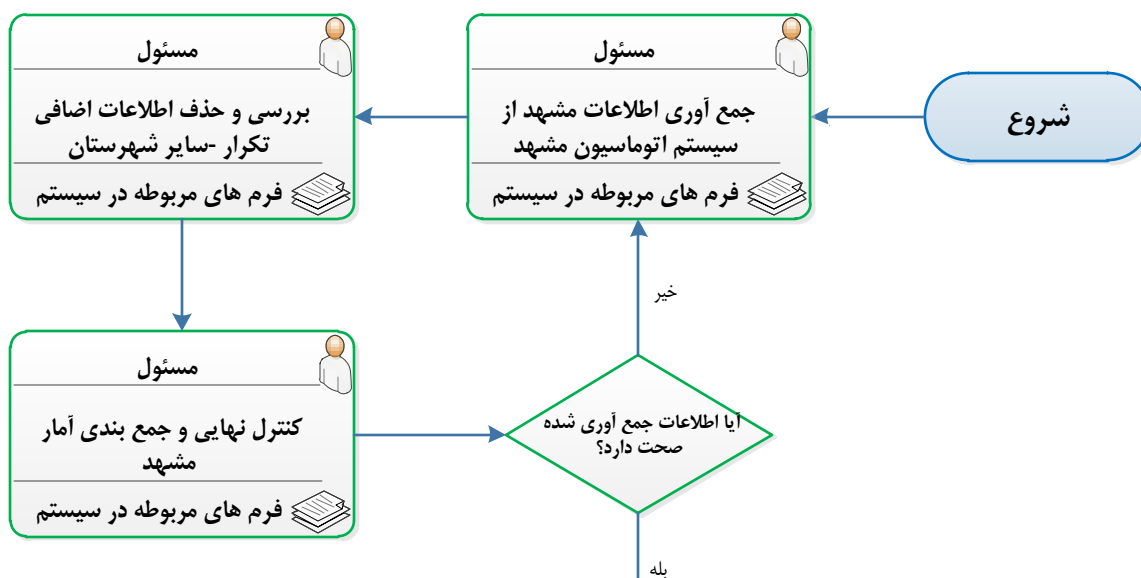 شروع
مسئول
جمع آوری اطلاعات مشهد از
سیستم اتوماسیون مشهد
فرم های مربوطه در سیستم
مسئول
بررسی و حذف اطلاعات اضافی
تکرار -سایر شهرستان
فرم های مربوطه در سیستم
مسئول
کنترل نهایی و جمع بندی آمار
مشهد
فرم های مربوطه در سیستم
آیا اطلاعات جمع آوری شده
صحت دارد؟
خیر
بله